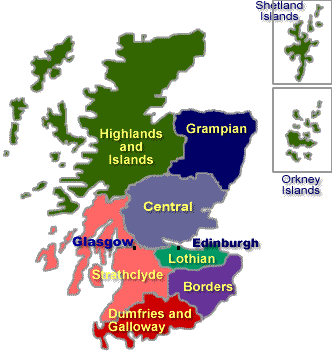 Shetland
Islands
Grampian
Highlands
and
Islands
Orkney
Islands
Central
Glasgow
Edinburgh
Lothian
Strathclyde
Borders
Dumfries and
Galloway